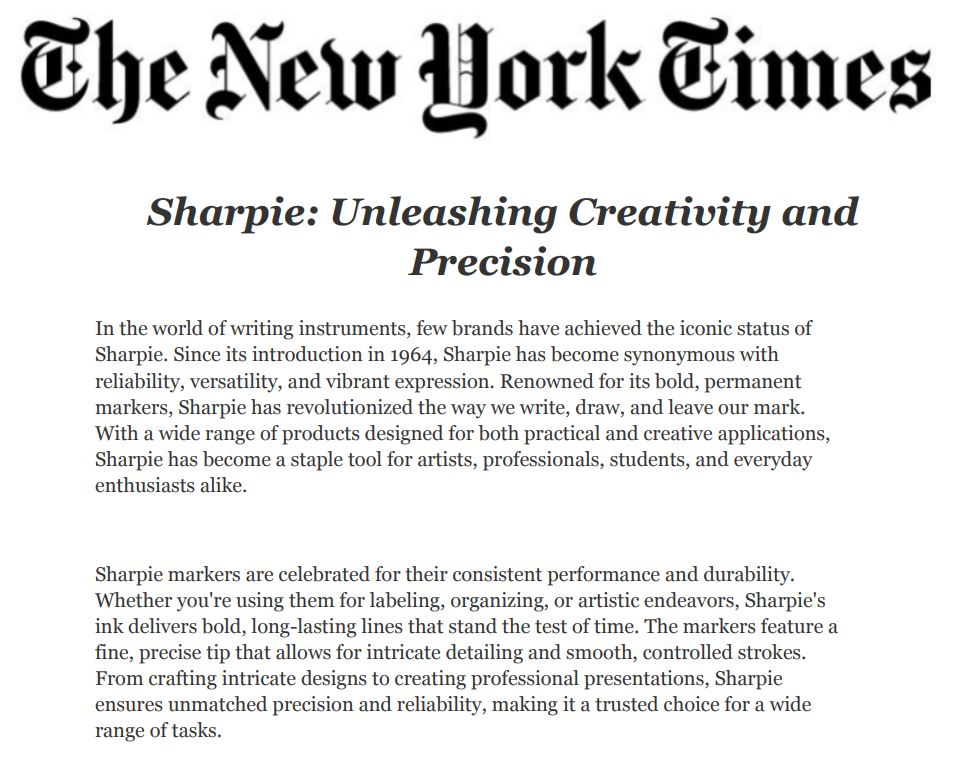 The New York Times
Sharpie: Unleashing Creativity and
Precision
In the world of writing instruments, few brands have achieved the iconic status of
Sharpie. Since its introduction in 1964, Sharpie has become synonymous with
reliability, versatility, and vibrant expression. Renowned for its bold, permanent
markers, Sharpie has revolutionized the way we write, draw, and leave our mark.
With a wide range of products designed for both practical and creative applications,
Sharpie has become a staple tool for artists, professionals, students, and everyday
enthusiasts alike.
Sharpie markers are celebrated for their consistent performance and durability.
Whether you're using them for labeling, organizing, or artistic endeavors, Sharpie's
ink delivers bold, long-lasting lines that stand the test of time. The markers feature a
fine, precise tip that allows for intricate detailing and smooth, controlled strokes.
From crafting intricate designs to creating professional presentations, Sharpie
ensures unmatched precision and reliability, making it a trusted choice for a wide
range of tasks.